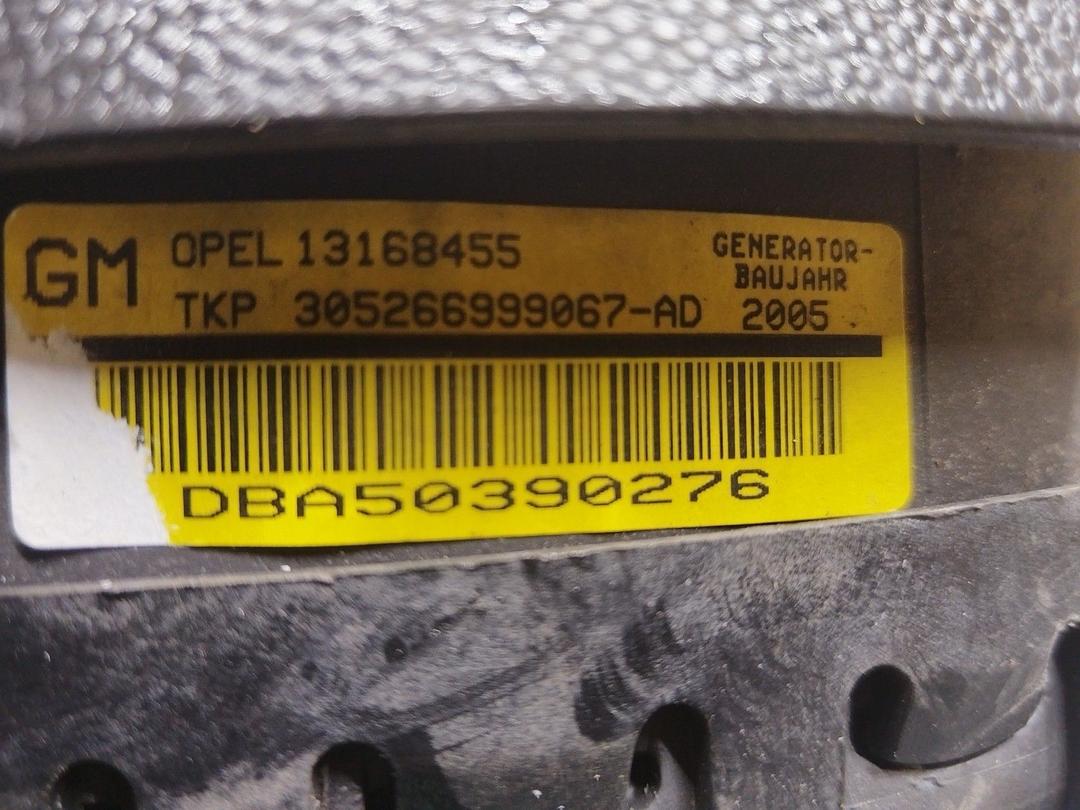 GM OPEL 13168455
TKP 305266999067-AD
GENERATOR-
BAUJAHR
2005
DBA50390276